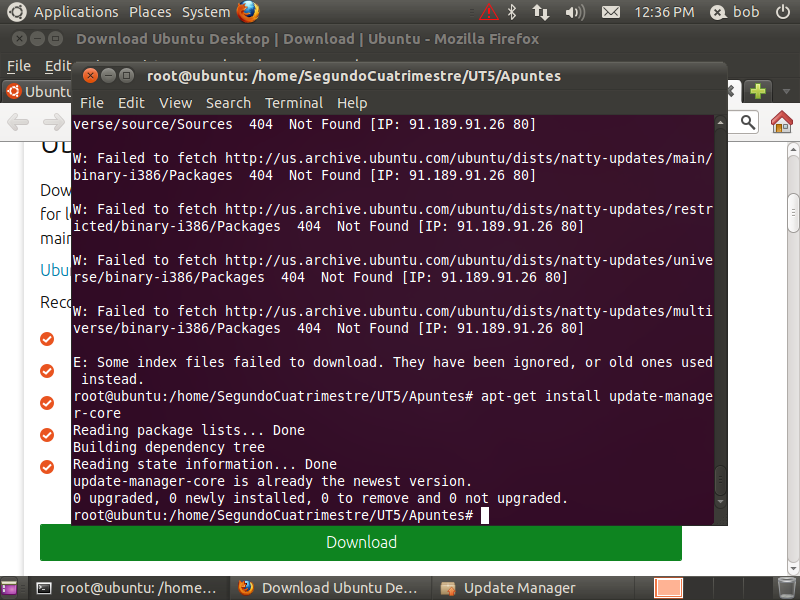 Applications Places System 12:36 PM bob
Download Ubuntu Desktop | Download | Ubuntu - Mozilla Firefox
File Edit
root@ubuntu: /home/SegundoCuatrimestre/UT5/Apuntes
Ubuntu
File Edit View Search Terminal Help
verse/source/Sources 404 Not Found [IP: 91.189.91.26 80]
W: Failed to fetch http://us.archive.ubuntu.com/ubuntu/dists/natty-updates/main/
binary-i386/Packages 404 Not Found [IP: 91.189.91.26 80]
W: Failed to fetch http://us.archive.ubuntu.com/ubuntu/dists/natty-updates/restr
icted/binary-i386/Packages 404 Not Found [IP: 91.189.91.26 80]
W: Failed to fetch http://us.archive.ubuntu.com/ubuntu/dists/natty-updates/unive
rse/binary-i386/Packages 404 Not Found [IP: 91.189.91.26 80]
W: Failed to fetch http://us.archive.ubuntu.com/ubuntu/dists/natty-updates/multi
verse/binary-i386/Packages 404 Not Found [IP: 91.189.91.26 80]
E: Some index files failed to download. They have been ignored, or old ones used
instead.
root@ubuntu:/home/SegundoCuatrimestre/UT5/Apuntes# apt-get install update-manage
r-core
Reading package lists... Done
Building dependency tree
Reading state information... Done
update-manager-core is already the newest version.
0 upgraded, 0 newly installed, 0 to remove and 0 not upgraded.
root@ubuntu:/home/SegundoCuatrimestre/UT5/Apuntes#
Dow
for l
main
Ubu
Reco
Download
root@ubuntu: /home... Download Ubuntu De... Update Manager